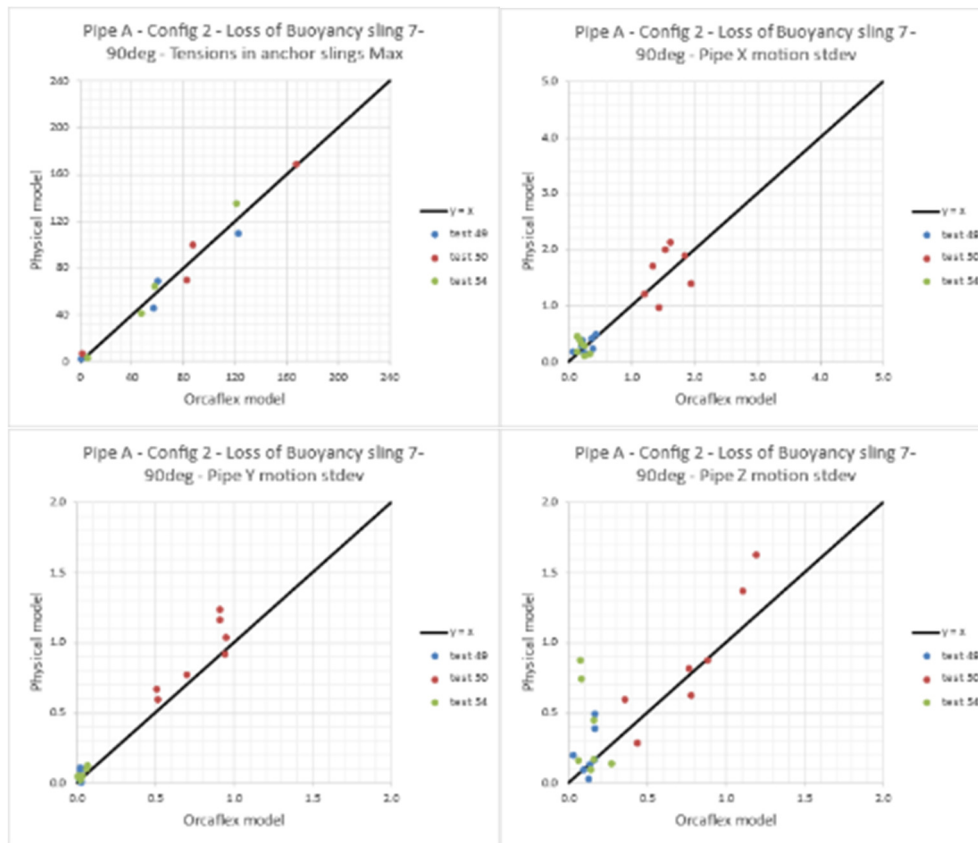 Pipe A - Config 2 - Loss of Buoyancy sling 7-
90deg - Tensions in anchor slings Max
240
200
160
120
80
40
0
0 40 80 120 160 200 240
Physical model
Orcaflex model
y = x
test 49
test 50
test 54
Pipe A - Config 2 - Loss of Buoyancy sling 7-
90deg - Pipe X motion stdev
5.0
4.0
3.0
2.0
1.0
0.0
0.0 1.0 2.0 3.0 4.0 5.0
Physical model
Orcaflex model
y = x
test 49
test 50
test 54
Pipe A - Config 2 - Loss of Buoyancy sling 7-
90deg - Pipe Y motion stdev
2.0
1.5
1.0
0.5
0.0
0.0 0.5 1.0 1.5 2.0
Physical model
Orcaflex model
y = x
test 49
test 50
test 54
Pipe A - Config 2 - Loss of Buoyancy sling 7-
90deg - Pipe Z motion stdev
2.0
1.5
1.0
0.5
0.0
0.0 0.5 1.0 1.5 2.0
Physical model
Orcaflex model
y = x
test 49
test 50
test 54